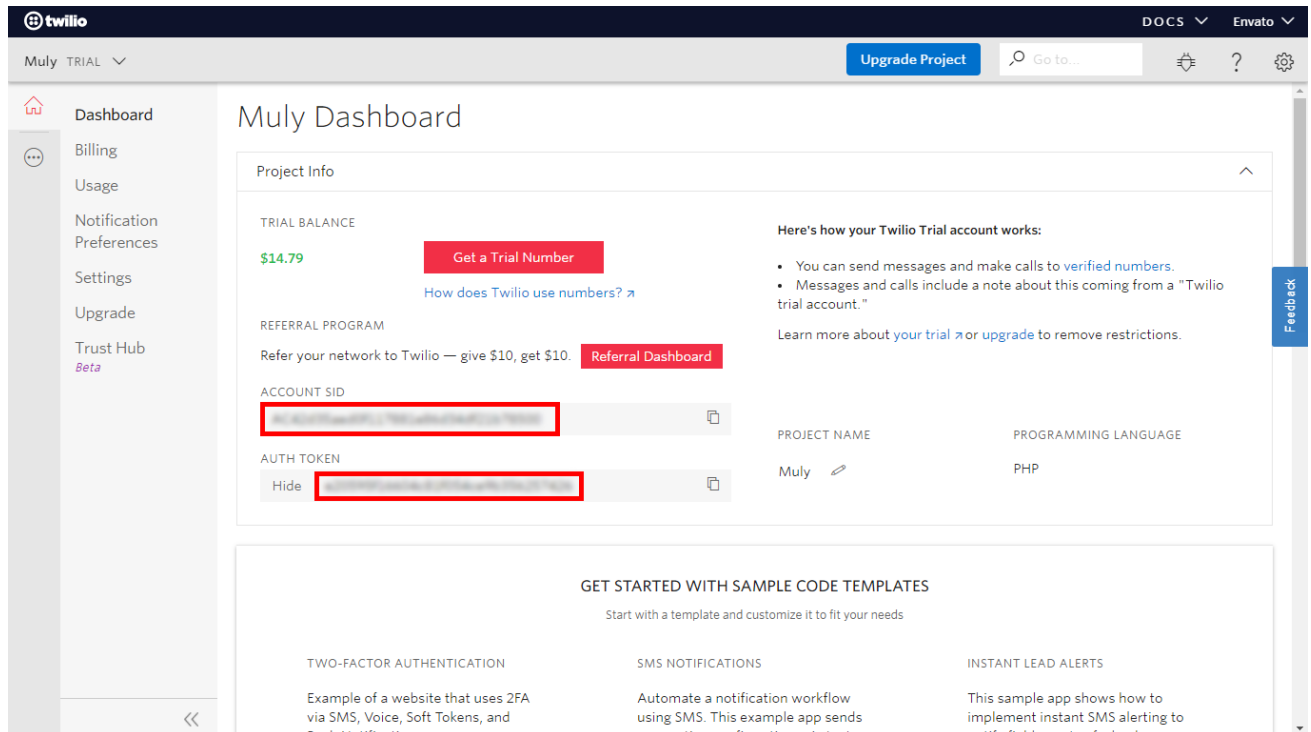 twilio
DOCS
Envato
Muly TRIAL
Upgrade Project
Go to...
?
Dashboard
Billing
Usage
Notification
Preferences
Settings
Upgrade
Trust Hub
Beta
Muly Dashboard
Project Info
TRIAL BALANCE
$14.79
Get a Trial Number
How does Twilio use numbers?
REFERRAL PROGRAM
Refer your network to Twilio — give $10, get $10.
Referral Dashboard
ACCOUNT SID
AUTH TOKEN
Hide
Here's how your Twilio Trial account works:
• You can send messages and make calls to verified numbers.
• Messages and calls include a note about this coming from a "Twilio
trial account."
Learn more about your trial or upgrade to remove restrictions.
PROJECT NAME
Muly
PROGRAMMING LANGUAGE
PHP
Feedback
GET STARTED WITH SAMPLE CODE TEMPLATES
Start with a template and customize it to fit your needs
TWO-FACTOR AUTHENTICATION
Example of a website that uses 2FA
via SMS, Voice, Soft Tokens, and
SMS NOTIFICATIONS
Automate a notification workflow
using SMS. This example app sends
INSTANT LEAD ALERTS
This sample app shows how to
implement instant SMS alerting to